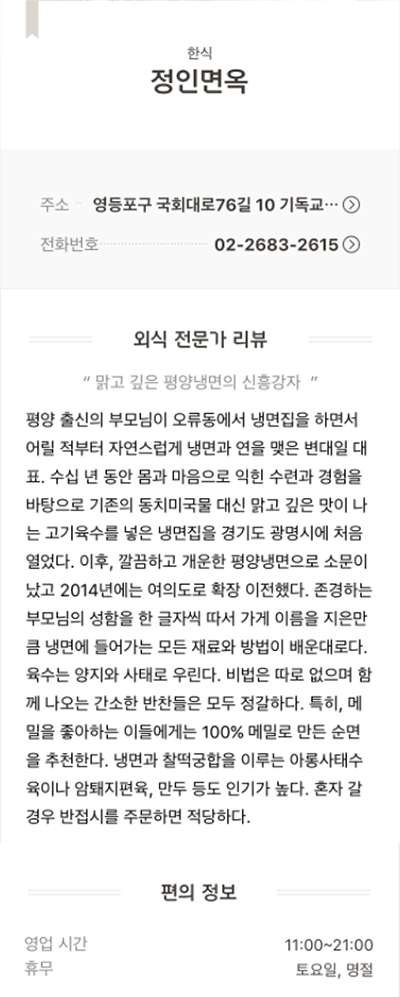 한식
정인면옥
주소 영등포구 국회대로76길 10 기독교…
전화번호 02-2683-2615
외식 전문가 리뷰
“ 맑고 깊은 평양냉면의 신흥강자 ”
평양 출신의 부모님이 오류동에서 냉면집을 하면서
어릴 적부터 자연스럽게 냉면과 연을 맺은 변대일 대
표. 수십 년 동안 몸과 마음으로 익힌 수련과 경험을
바탕으로 기존의 동치미국물 대신 맑고 깊은 맛이 나
는 고기육수를 넣은 냉면집을 경기도 광명시에 처음
열었다. 이후, 깔끔하고 개운한 평양냉면으로 소문이
났고 2014년에는 여의도로 확장 이전했다. 존경하는
부모님의 성함을 한 글자씩 따서 가게 이름을 지은만
큼 냉면에 들어가는 모든 재료와 방법이 배운대로다.
육수는 양지와 사태로 우린다. 비법은 따로 없으며 함
께 나오는 간소한 반찬들은 모두 정갈하다. 특히, 메
밀을 좋아하는 이들에게는 100% 메밀로 만든 순면
을 추천한다. 냉면과 찰떡궁합을 이루는 아롱사태수
육이나 암퇘지편육, 만두 등도 인기가 높다. 혼자 갈
경우 반접시를 주문하면 적당하다.
편의 정보
영업 시간 11:00~21:00
휴무 토요일, 명절